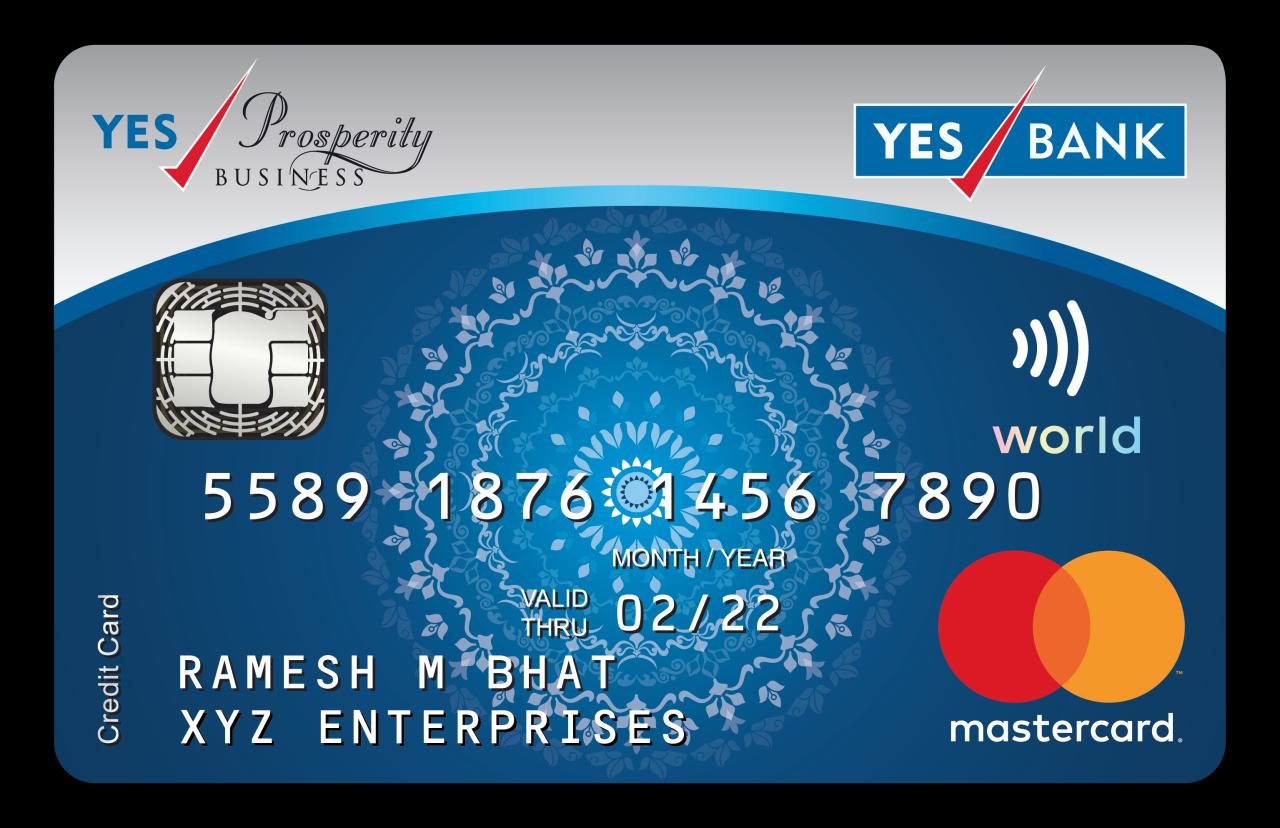 YES Prosperity
BUSINESS
YES BANK
world
5589 1876 1456 7890
MONTH / YEAR
VALID
THRU
02/22
RAMESH M BHAT
XYZ ENTERPRISES
Credit Card
mastercard.